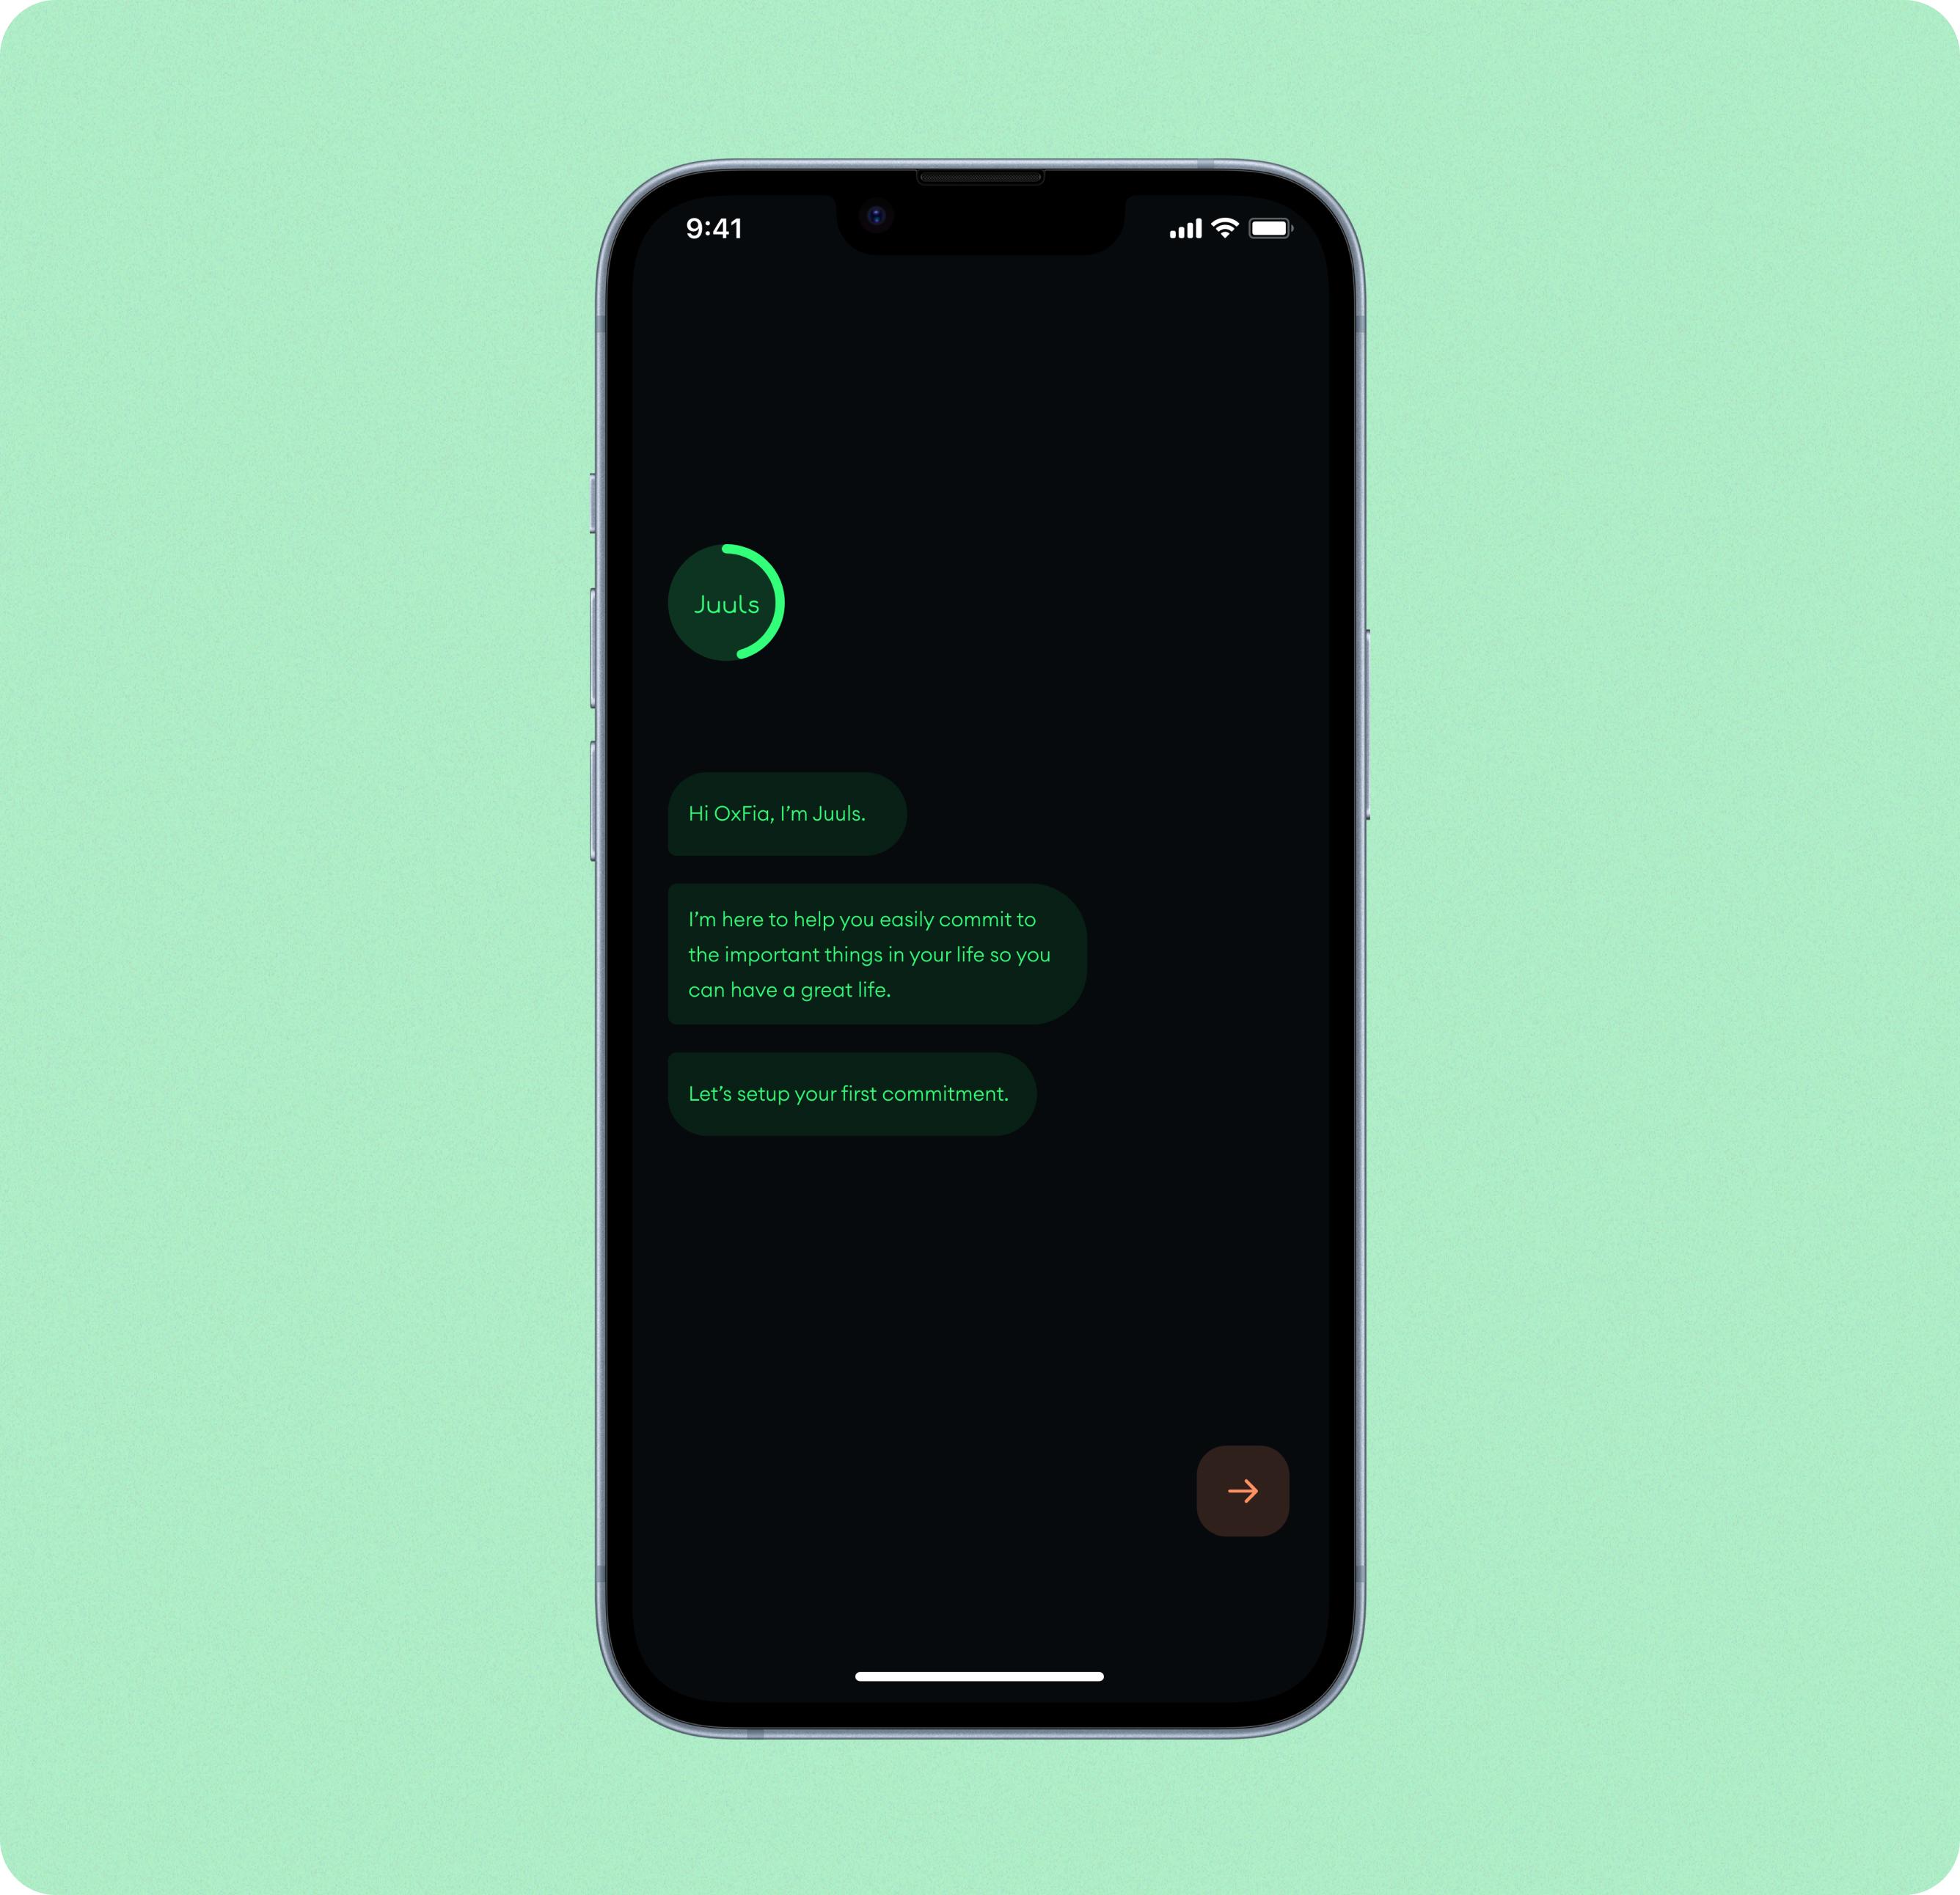 9:41
Juuls
Hi OxFia, I’m Juuls.
I’m here to help you easily commit to
the important things in your life so you
can have a great life.
Let’s setup your first commitment.